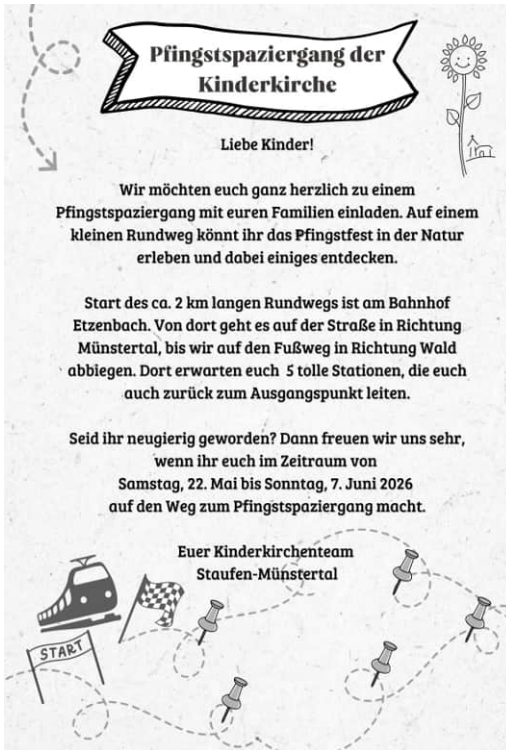 Pfingstspaziergang der
Kinderkirche
Liebe Kinder!
Wir möchten euch ganz herzlich zu einem
Pfingstspaziergang mit euren Familien einladen. Auf einem
kleinen Rundweg könnt ihr das Pfingstfest in der Natur
erleben und dabei einiges entdecken.
Start des ca. 2 km langen Rundwegs ist am Bahnhof
Etzenbach. Von dort geht es auf der Straße in Richtung
Münstertal, bis wir auf den Fußweg in Richtung Wald
abbiegen. Dort erwarten euch 5 tolle Stationen, die euch
auch zurück zum Ausgangspunkt leiten.
Seid ihr neugierig geworden? Dann freuen wir uns sehr,
wenn ihr euch im Zeitraum von
Samstag, 22. Mai bis Sonntag, 7. Juni 2026
auf den Weg zum Pfingstspaziergang macht.
Euer Kinderkirchenteam
Staufen-Münstertal
START